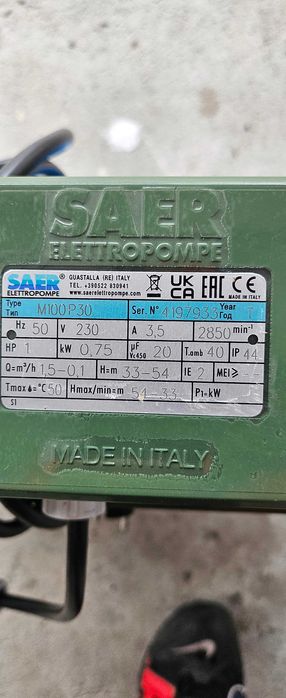 SAER
ELETTROPOMPE
SAER ELETTROPOMPE GUASTALLA (RE) ITALY TEL. +390522 830941 www.saerelettropompe.com CE UK CA EAC MADE IN ITALY
Type Тип M100P30 Ser. N° 4197933 Year Год
Hz 50 V 230 A 3,5 2850 min⁻¹
HP 1 kW 0,75 µF Vc450 20 T.amb 40 IP 44
Q=m³/h 1,5-0,1 H=m 33-54 IE 2 MEI≥ -
Tmax °C 50 Hmax/min=m 54-33 P1=kW
S1
MADE IN ITALY